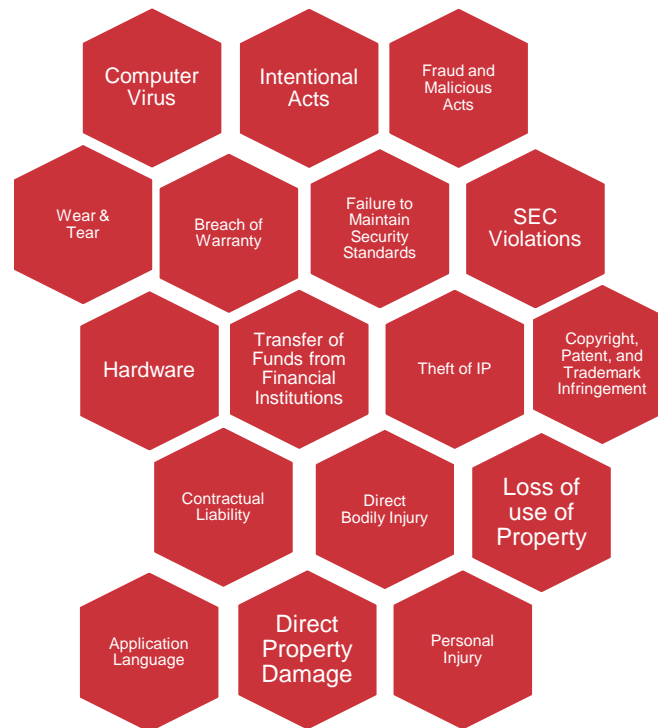 Computer
Virus
Intentional
Acts
Fraud and
Malicious
Acts
Wear &
Tear
Breach of
Warranty
Failure to
Maintain
Security
Standards
SEC
Violations
Hardware
Transfer of
Funds from
Financial
Institutions
Theft of IP
Copyright,
Patent, and
Trademark
Infringement
Contractual
Liability
Direct
Bodily Injury
Loss of
use of
Property
Application
Language
Direct
Property
Damage
Personal
Injury